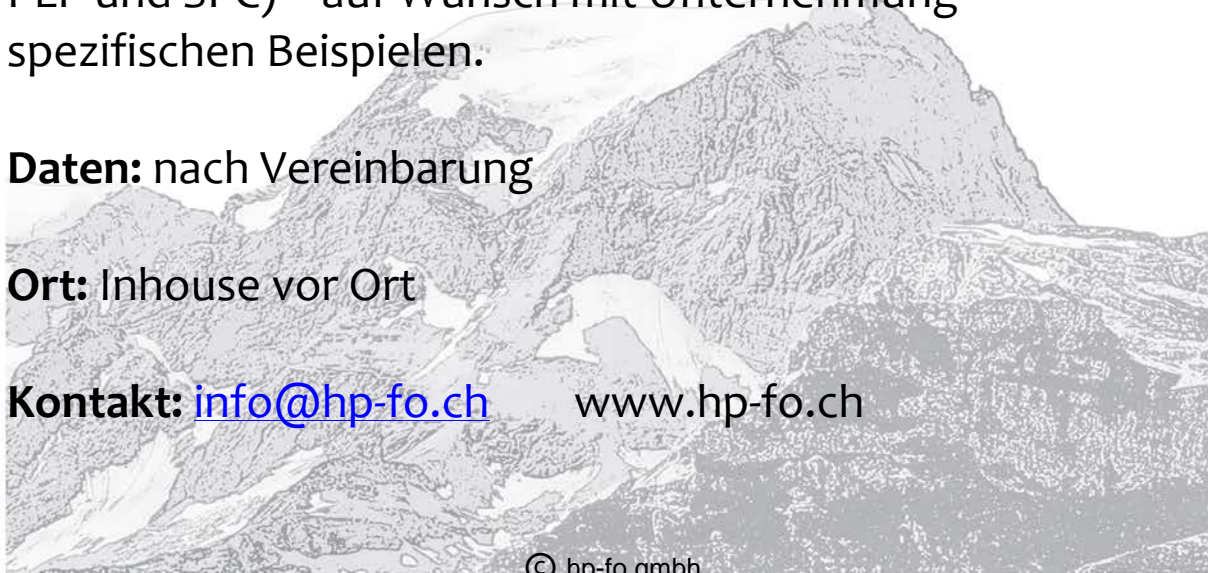 spezifischen Beispielen.
Daten: nach Vereinbarung
Ort: Inhouse vor Ort
Kontakt: info@hp-fo.ch www.hp-fo.ch
© hp-fo gmbh